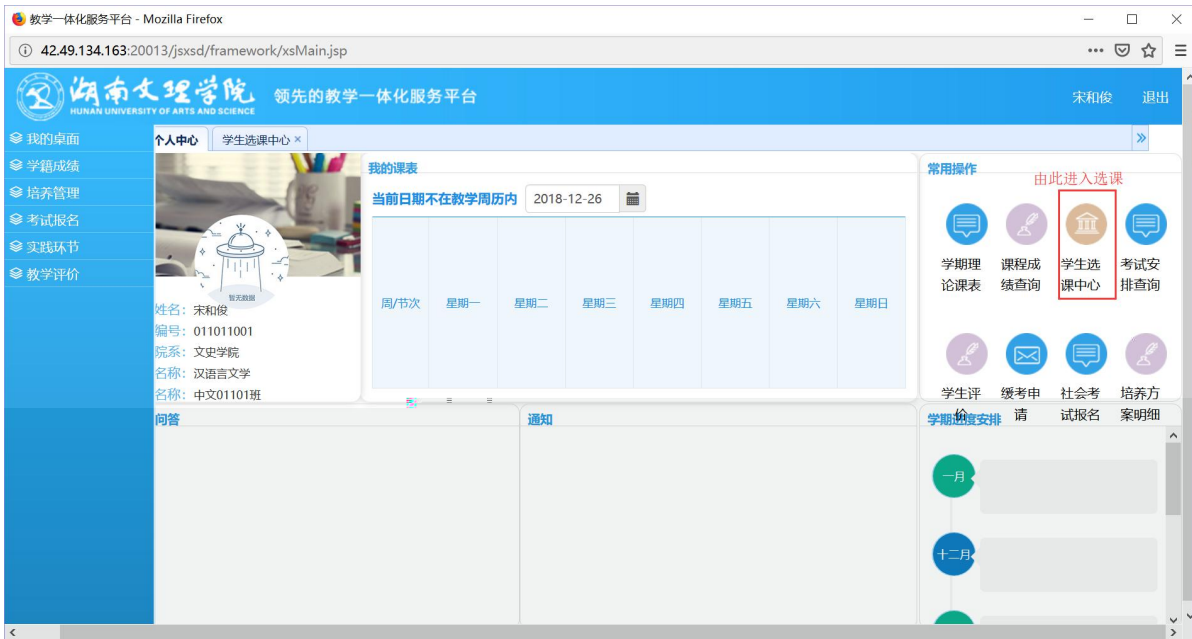 教学一体化服务平台 - Mozilla Firefox
42.49.134.163:20013/jsxsd/framework/xsMain.jsp
湖南文理学院
HUNAN UNIVERSITY OF ARTS AND SCIENCE
领先的教学一体化服务平台
宋和俊 退出
我的桌面
学籍成绩
培养管理
考试报名
实践环节
教学评价
个人中心 学生选课中心 ×
暂无数据
姓名：宋和俊
编号：011011001
院系：文史学院
名称：汉语言文学
名称：中文01101班
我的课表
当前日期不在教学周历内 2018-12-26
周/节次 星期一 星期二 星期三 星期四 星期五 星期六 星期日
常用操作
由此进入选课
学期理论课表
课程成绩查询
学生选课中心
考试安排查询
学生评价
缓考申请
社会考试报名
培养方案明细
问答
通知
学期进度安排
一月
十二月